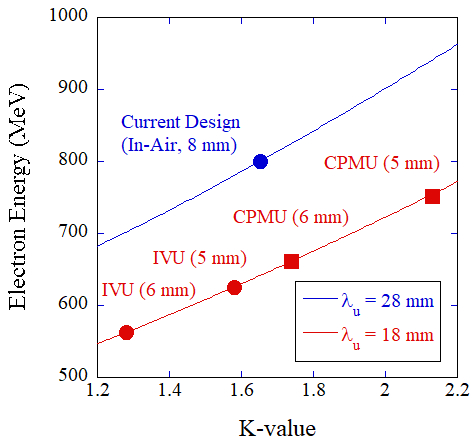 1000
900
800
700
600
500
Electron Energy (MeV)
Current Design
(In-Air, 8 mm)
CPMU (5 mm)
CPMU (6 mm)
IVU (5 mm)
IVU (6 mm)
λu = 28 mm
λu = 18 mm
1.2 1.4 1.6 1.8 2 2.2
K-value